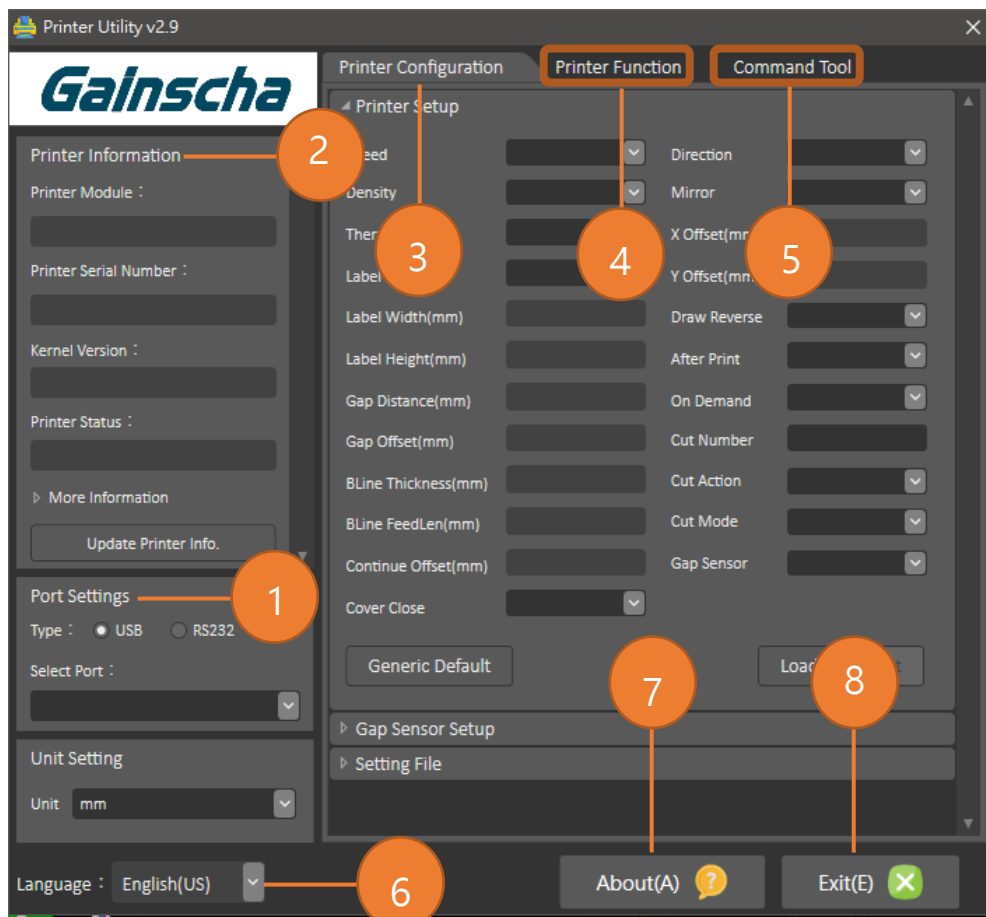 Printer Utility v2.9
Gainscha
Printer Configuration
Printer Function
Command Tool
Printer Setup
Printer Information
2
Printer Module :
Printer Serial Number :
Kernel Version :
Printer Status :
More Information
Update Printer Info.
Port Settings
1
Type : USB RS232
Select Port :
Unit Setting
Unit mm
Direction
Density
Mirror
3
4
5
Label Width(mm)
Draw Reverse
Label Height(mm)
After Print
Gap Distance(mm)
On Demand
Gap Offset(mm)
Cut Number
BLine Thickness(mm)
Cut Action
BLine FeedLen(mm)
Cut Mode
Continue Offset(mm)
Gap Sensor
Cover Close
Generic Default
7
8
Gap Sensor Setup
Setting File
Language : English(US)
6
About(A)
Exit(E)